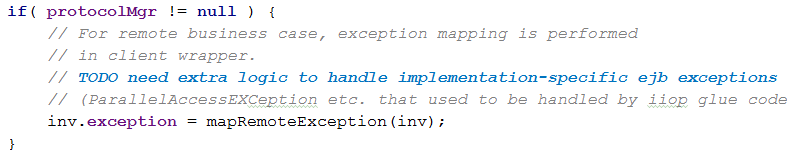 if( protocolMgr != null ) {
// For remote business case, exception mapping is performed
// in client wrapper.
// TODO need extra logic to handle implementation-specific ejb exceptions
// (ParallelAccessEXCeption etc. that used to be handled by iiop glue code
inv.exception = mapRemoteException(inv);
}